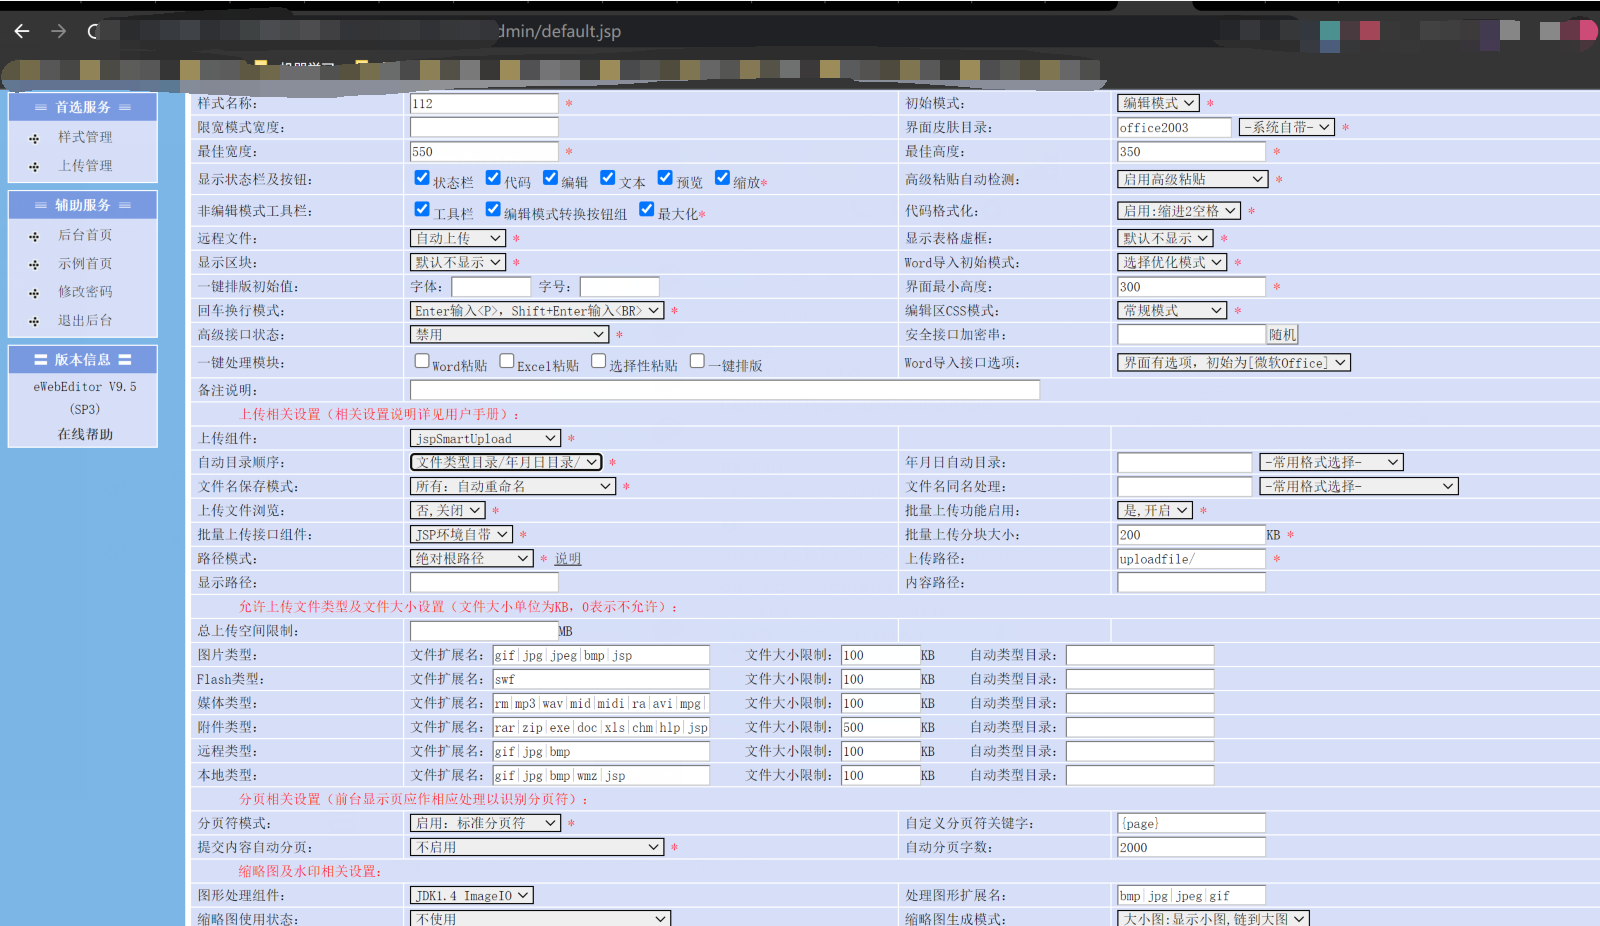 dmin/default.jsp
首选服务
样式管理
上传管理
辅助服务
后台首页
示例首页
修改密码
退出后台
版本信息
eWebEditor V9.5
(SP3)
在线帮助
样式名称: 112 * 初始模式: 编辑模式 *
限宽模式宽度: 界面皮肤目录: office2003 -系统自带- *
最佳宽度: 550 * 最佳高度: 350 *
显示状态栏及按钮: 状态栏 代码 编辑 文本 预览 缩放* 高级粘贴自动检测: 启用高级粘贴 *
非编辑模式工具栏: 工具栏 编辑模式转换按钮组 最大化* 代码格式化: 启用:缩进2空格 *
远程文件: 自动上传 * 显示表格虚框: 默认不显示 *
显示区块: 默认不显示 * Word导入初始模式: 选择优化模式 *
一键排版初始值: 字体: 字号: 界面最小高度: 300 *
回车换行模式: Enter输入<P>, Shift+Enter输入<BR> * 编辑区CSS模式: 常规模式 *
高级接口状态: 禁用 * 安全接口加密串: 随机
一键处理模块: Word粘贴 Excel粘贴 选择性粘贴 一键排版 Word导入接口选项: 界面有选项, 初始为[微软Office]
备注说明:
上传相关设置(相关设置说明详见用户手册):
上传组件: jspSmartUpload *
自动目录顺序: 文件类型目录/年月日目录/ * 年月日自动目录: -常用格式选择-
文件名保存模式: 所有: 自动重命名 * 文件名同名处理: -常用格式选择-
上传文件浏览: 否,关闭 * 批量上传功能启用: 是,开启 *
批量上传接口组件: JSP环境自带 * 批量上传分块大小: 200 KB *
路径模式: 绝对根路径 * 说明 上传路径: uploadfile/ *
显示路径: 内容路径:
允许上传文件类型及文件大小设置(文件大小单位为KB, 0表示不允许):
总上传空间限制: MB
图片类型: 文件扩展名: gif|jpg|jpeg|bmp|jsp 文件大小限制: 100 KB 自动类型目录:
Flash类型: 文件扩展名: swf 文件大小限制: 100 KB 自动类型目录:
媒体类型: 文件扩展名: rm|mp3|wav|mid|midi|ra|avi|mpg| 文件大小限制: 100 KB 自动类型目录:
附件类型: 文件扩展名: rar|zip|exe|doc|xls|chm|hlp|jsp 文件大小限制: 500 KB 自动类型目录:
远程类型: 文件扩展名: gif|jpg|bmp 文件大小限制: 100 KB 自动类型目录:
本地类型: 文件扩展名: gif|jpg|bmp|wmz|jsp 文件大小限制: 100 KB 自动类型目录:
分页相关设置(前台显示页应作相应处理以识别分页符):
分页符模式: 启用: 标准分页符 * 自定义分页符关键字: {page}
提交内容自动分页: 不启用 * 自动分页字数: 2000
缩略图及水印相关设置:
图形处理组件: JDK1.4 ImageIO 处理图形扩展名: bmp|jpg|jpeg|gif
缩略图使用状态: 不使用 缩略图生成模式: 大小图:显示小图,链到大图